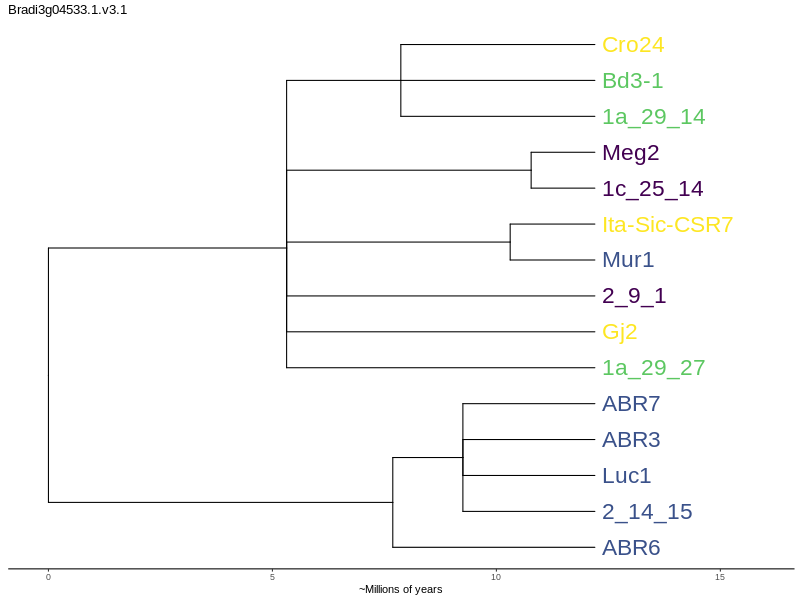 Bradi3g04533.1.v3.1
Cro24
Bd3-1
1a_29_14
Meg2
1c_25_14
Ita-Sic-CSR7
Mur1
2_9_1
Gj2
1a_29_27
ABR7
ABR3
Luc1
2_14_15
ABR6
0 5 10 15
~Millions of years